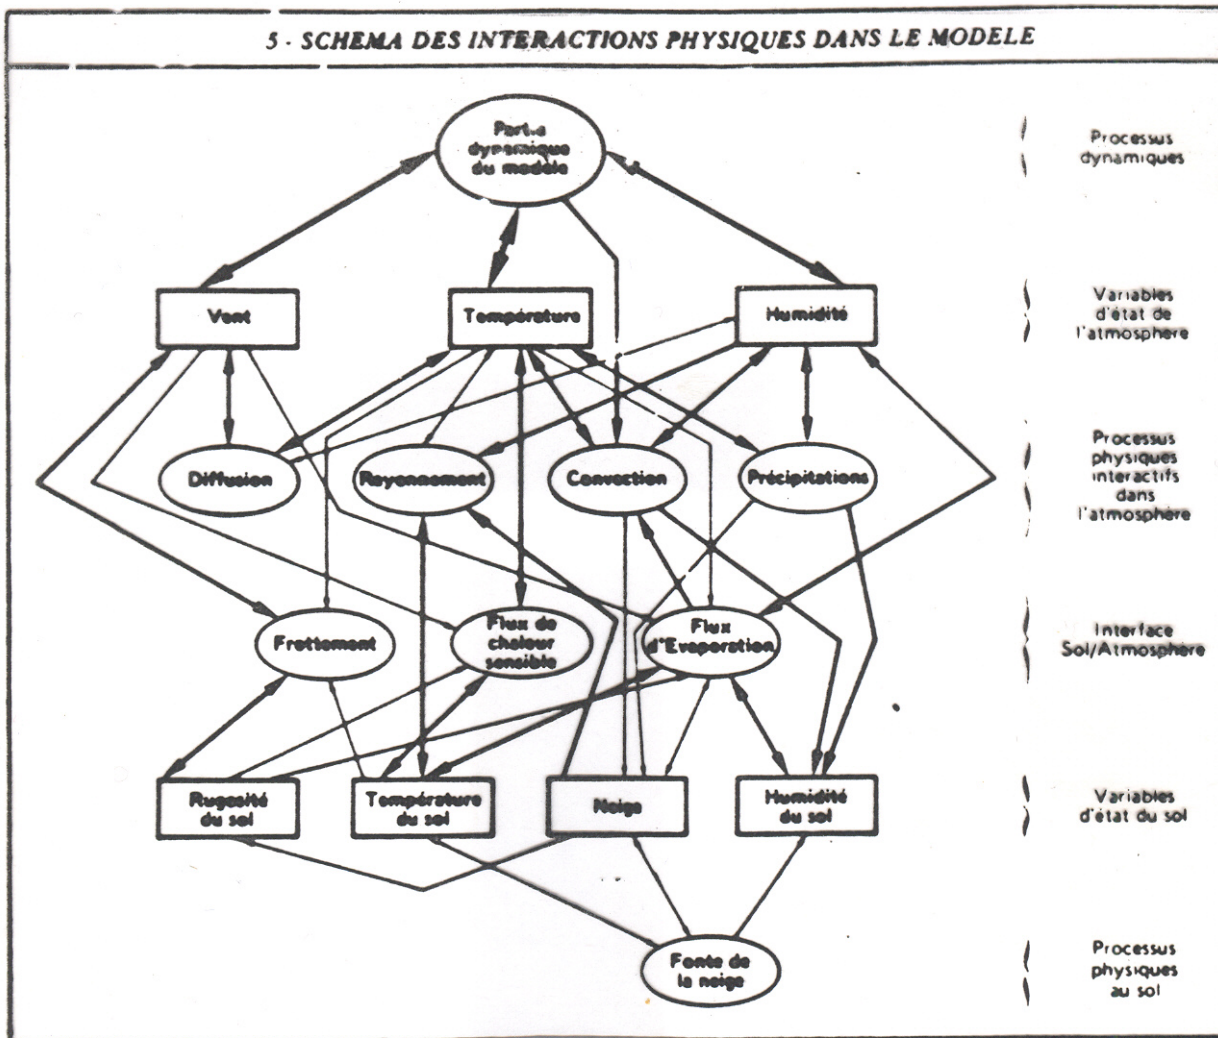 5 - SCHEMA DES INTERACTIONS PHYSIQUES DANS LE MODELE
Partie
dynamique
du modèle
Processus
dynamiques
Vent
Température
Humidité
Variables
d'état de
l'atmosphère
Diffusion
Rayonnement
Convection
Précipitations
Processus
physiques
interactifs
dans
l'atmosphère
Frottement
Flux de
chaleur
sensible
Flux
d'Evaporation
Interface
Sol/Atmosphère
Rugosité
du sol
Température
du sol
Neige
Humidité
du sol
Variables
d'état du sol
Fonte de
la neige
Processus
physiques
au sol